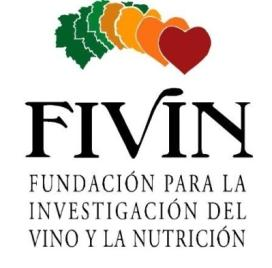 FIVIN
FUNDACIÓN PARA LA
INVESTIGACIÓN DEL
VINO Y LA NUTRICIÓN